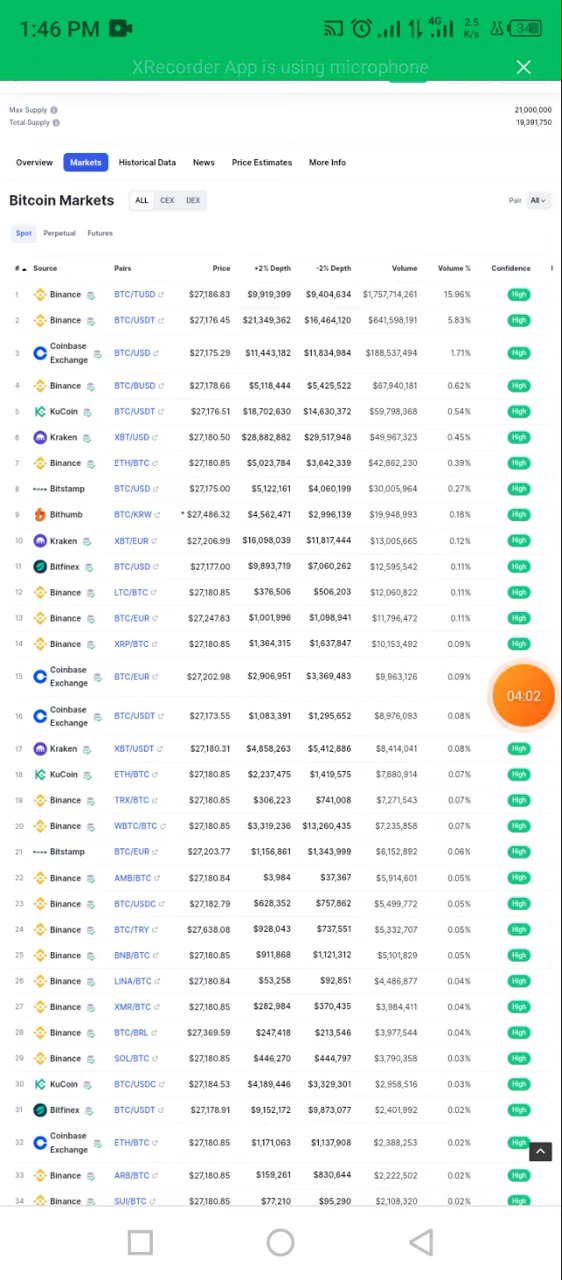 1:46 PM 4G 2.5 K/s 34
XRecorder App is using microphone
Max Supply 21,000,000
Total Supply 19,391,750
Overview Markets Historical Data News Price Estimates More Info
Bitcoin Markets ALL CEX DEX Pair All
Spot Perpetual Futures
# Source Pairs Price +2% Depth -2% Depth Volume Volume % Confidence
1 Binance BTC/TUSD $27,186.83 $9,919,399 $9,404,634 $1,757,714,261 15.96% High
2 Binance BTC/USDT $27,176.45 $21,349,362 $16,464,120 $641,598,191 5.83% High
3 Coinbase Exchange BTC/USD $27,175.29 $11,443,182 $11,834,984 $188,537,494 1.71% High
4 Binance BTC/BUSD $27,178.66 $5,118,444 $5,425,522 $67,940,181 0.62% High
5 KuCoin BTC/USDT $27,176.51 $18,702,630 $14,630,372 $59,798,368 0.54% High
6 Kraken XBT/USD $27,180.50 $28,882,882 $29,517,948 $49,967,323 0.45% High
7 Binance ETH/BTC $27,180.85 $5,023,784 $3,642,339 $42,862,230 0.39% High
8 Bitstamp BTC/USD $27,175.00 $5,122,161 $4,060,199 $30,005,964 0.27% High
9 Bithumb BTC/KRW * $27,486.32 $4,562,471 $2,996,139 $19,948,993 0.18% High
10 Kraken XBT/EUR $27,206.99 $16,098,039 $11,817,444 $13,005,665 0.12% High
11 Bitfinex BTC/USD $27,177.00 $9,893,719 $7,060,262 $12,595,542 0.11% High
12 Binance LTC/BTC $27,180.85 $376,506 $506,203 $12,060,822 0.11% High
13 Binance BTC/EUR $27,247.83 $1,001,996 $1,098,941 $11,796,472 0.11% High
14 Binance XRP/BTC $27,180.85 $1,364,315 $1,637,847 $10,153,492 0.09% High
15 Coinbase Exchange BTC/EUR $27,202.98 $2,906,951 $3,369,483 $9,963,126 0.09%
04:02
16 Coinbase Exchange BTC/USDT $27,173.55 $1,083,391 $1,295,652 $8,976,093 0.08% High
17 Kraken XBT/USDT $27,180.31 $4,858,263 $5,412,886 $8,414,041 0.08% High
18 KuCoin ETH/BTC $27,180.85 $2,237,475 $1,419,575 $7,880,914 0.07% High
19 Binance TRX/BTC $27,180.85 $306,223 $741,008 $7,271,543 0.07% High
20 Binance WBTC/BTC $27,180.85 $3,319,236 $13,260,435 $7,235,858 0.07% High
21 Bitstamp BTC/EUR $27,203.77 $1,156,861 $1,343,999 $6,152,892 0.06% High
22 Binance AMB/BTC $27,180.84 $3,984 $37,367 $5,914,601 0.05% High
23 Binance BTC/USDC $27,182.79 $628,352 $757,862 $5,499,772 0.05% High
24 Binance BTC/TRY $27,638.08 $928,043 $737,551 $5,332,707 0.05% High
25 Binance BNB/BTC $27,180.85 $911,868 $1,121,312 $5,101,829 0.05% High
26 Binance LINA/BTC $27,180.84 $53,258 $92,851 $4,486,877 0.04% High
27 Binance XMR/BTC $27,180.85 $282,984 $370,435 $3,984,411 0.04% High
28 Binance BTC/BRL $27,369.59 $247,418 $213,546 $3,977,544 0.04% High
29 Binance SOL/BTC $27,180.85 $446,270 $444,797 $3,790,358 0.03% High
30 KuCoin BTC/USDC $27,184.53 $4,189,446 $3,329,301 $2,958,516 0.03% High
31 Bitfinex BTC/USDT $27,178.91 $9,152,172 $9,873,077 $2,401,992 0.02% High
32 Coinbase Exchange ETH/BTC $27,180.85 $1,171,063 $1,137,908 $2,388,253 0.02% High
33 Binance ARB/BTC $27,180.85 $159,261 $830,644 $2,222,502 0.02% High
34 Binance SUI/BTC $27,180.85 $77,210 $95,290 $2,108,320 0.02% High